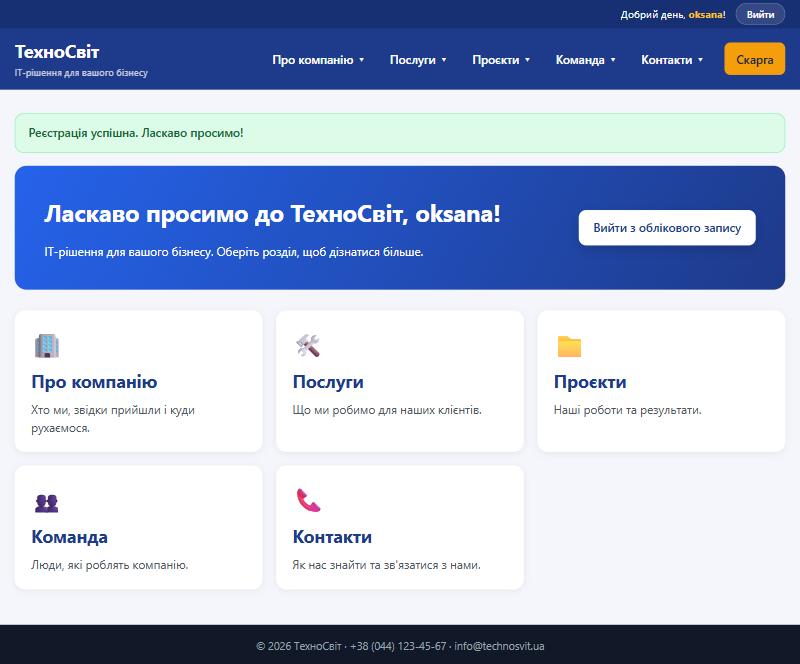 Добрий день, oksana! Вийти
ТехноСвіт
ІТ-рішення для вашого бізнесу
Про компанію ▾ Послуги ▾ Проєкти ▾ Команда ▾ Контакти ▾ Скарга
Реєстрація успішна. Ласкаво просимо!
Ласкаво просимо до ТехноСвіт, oksana!
ІТ-рішення для вашого бізнесу. Оберіть розділ, щоб дізнатися більше.
Вийти з облікового запису
Про компанію
Хто ми, звідки прийшли і куди
рухаємося.
Послуги
Що ми робимо для наших клієнтів.
Проєкти
Наші роботи та результати.
Команда
Люди, які роблять компанію.
Контакти
Як нас знайти та зв'язатися з нами.
© 2026 ТехноСвіт · +38 (044) 123-45-67 · info@technosvit.ua